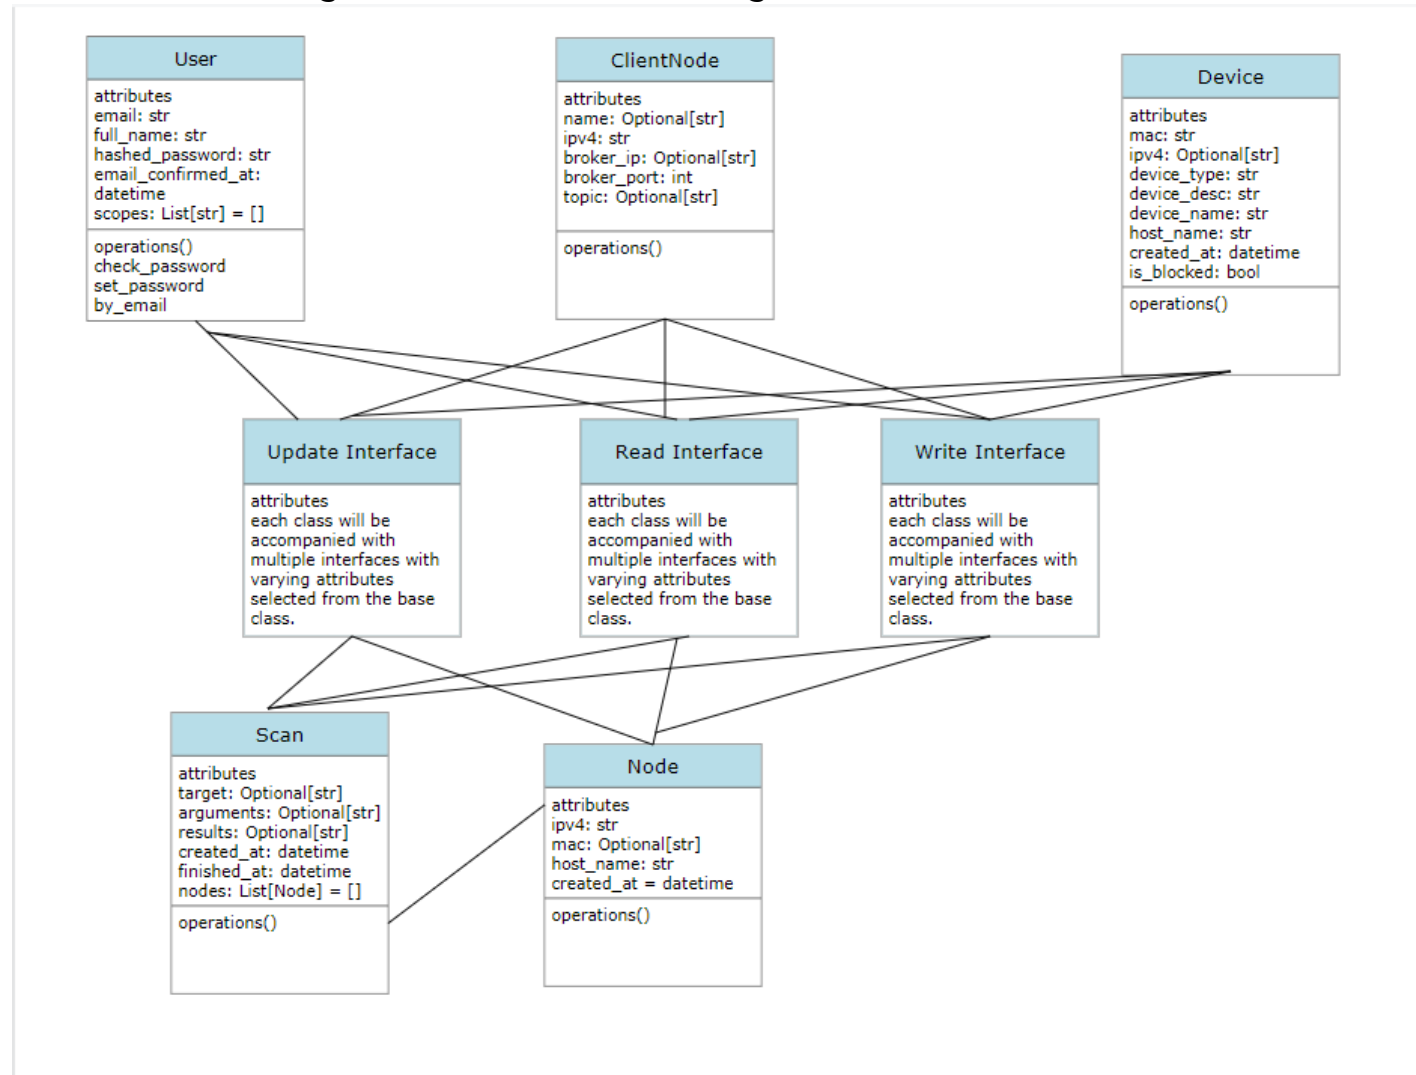 User
attributes
email: str
full_name: str
hashed_password: str
email_confirmed_at:
datetime
scopes: List[str] = []
operations()
check_password
set_password
by_email
ClientNode
attributes
name: Optional[str]
ipv4: str
broker_ip: Optional[str]
broker_port: int
topic: Optional[str]
operations()
Device
attributes
mac: str
ipv4: Optional[str]
device_type: str
device_desc: str
device_name: str
host_name: str
created_at: datetime
is_blocked: bool
operations()
Update Interface
attributes
each class will be
accompanied with
multiple interfaces with
varying attributes
selected from the base
class.
Read Interface
attributes
each class will be
accompanied with
multiple interfaces with
varying attributes
selected from the base
class.
Write Interface
attributes
each class will be
accompanied with
multiple interfaces with
varying attributes
selected from the base
class.
Scan
attributes
target: Optional[str]
arguments: Optional[str]
results: Optional[str]
created_at: datetime
finished_at: datetime
nodes: List[Node] = []
operations()
Node
attributes
ipv4: str
mac: Optional[str]
host_name: str
created_at = datetime
operations()